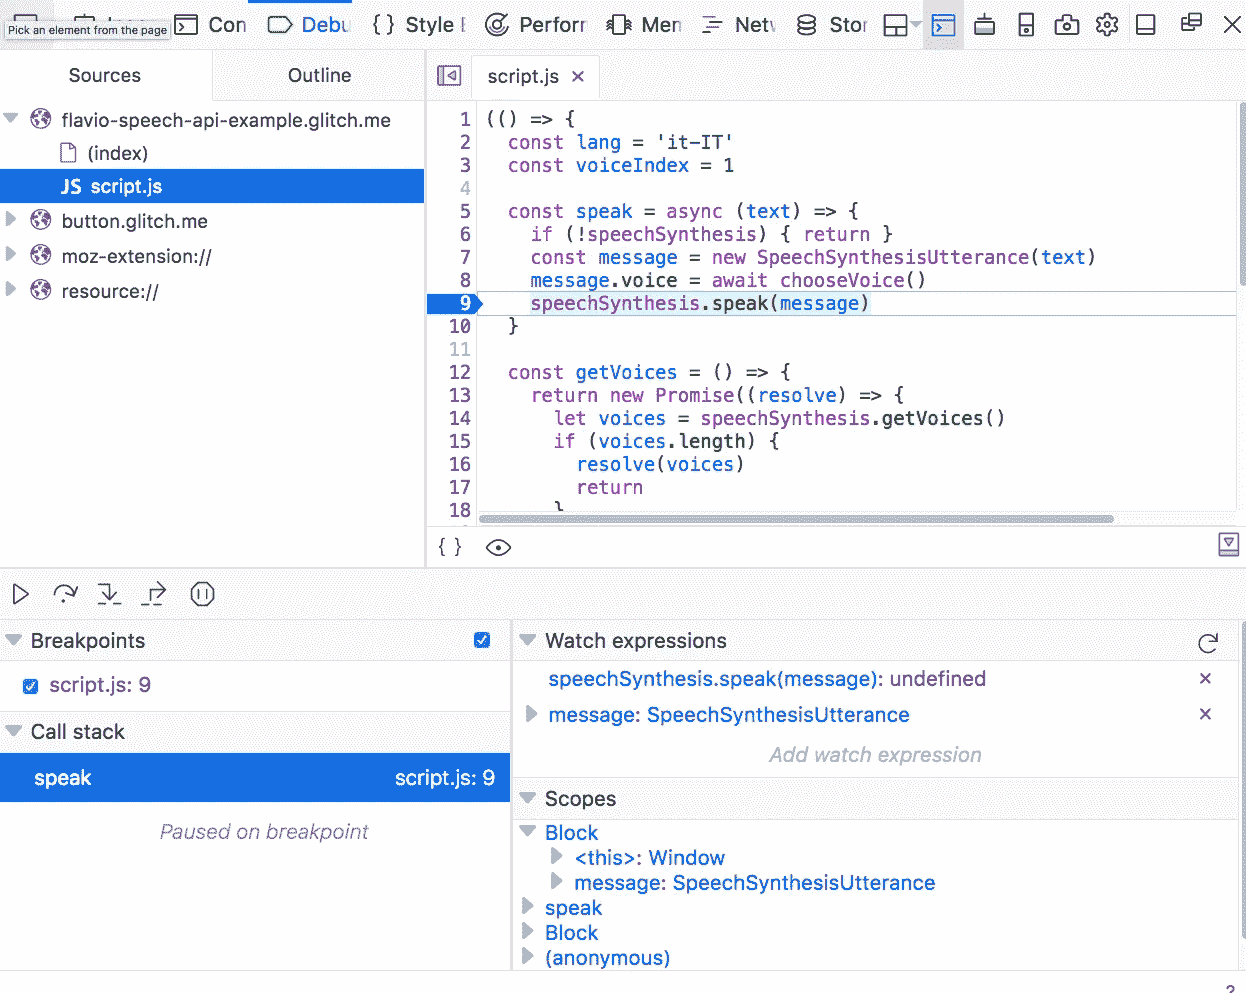 Pick an element from the page
Con
Debu
{ } Style E
Perforr
Men
Netv
Stor
Sources
Outline
script.js
flavio-speech-api-example.glitch.me
(index)
JS script.js
button.glitch.me
moz-extension://
resource://
1 (() => {
2 const lang = 'it-IT'
3 const voiceIndex = 1
4
5 const speak = async (text) => {
6 if (!speechSynthesis) { return }
7 const message = new SpeechSynthesisUtterance(text)
8 message.voice = await chooseVoice()
9 speechSynthesis.speak(message)
10 }
11
12 const getVoices = () => {
13 return new Promise((resolve) => {
14 let voices = speechSynthesis.getVoices()
15 if (voices.length) {
16 resolve(voices)
17 return
18 }
{ }
Breakpoints
script.js: 9
Call stack
speak script.js: 9
Paused on breakpoint
Watch expressions
speechSynthesis.speak(message): undefined
message: SpeechSynthesisUtterance
Add watch expression
Scopes
Block
<this>: Window
message: SpeechSynthesisUtterance
speak
Block
(anonymous)